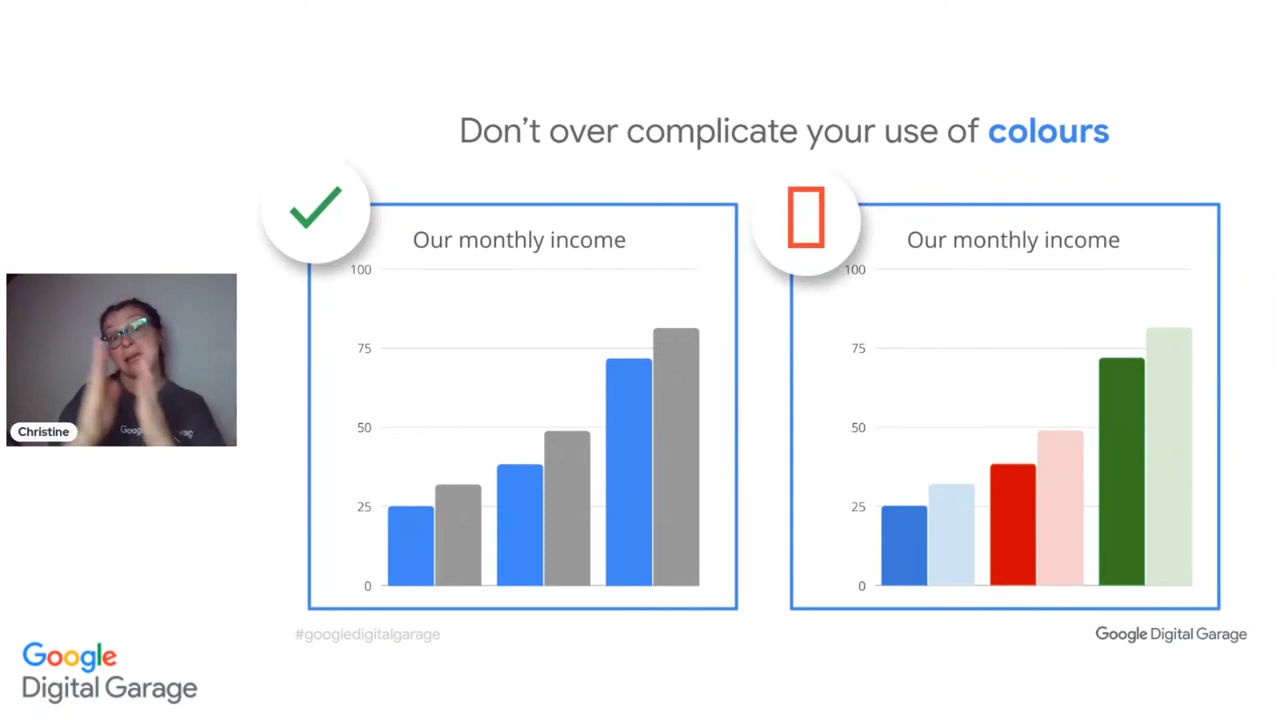 Don't over complicate your use of colours
Our monthly income
100
75
50
25
0
Our monthly income
100
75
50
25
0
Christine
Goog
#googledigitalgarage
Google Digital Garage
Google
Digital Garage